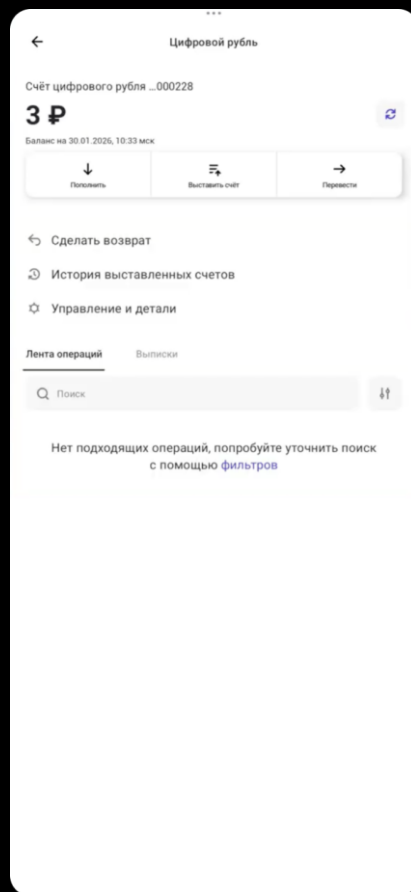 Цифровой рубль
Счёт цифрового рубля ...000228
3 ₽
Баланс на 30.01.2026, 10:33 мск
Пополнить
Выставить счёт
Перевести
Сделать возврат
История выставленных счетов
Управление и детали
Лента операций
Выписки
Поиск
Нет подходящих операций, попробуйте уточнить поиск
с помощью фильтров